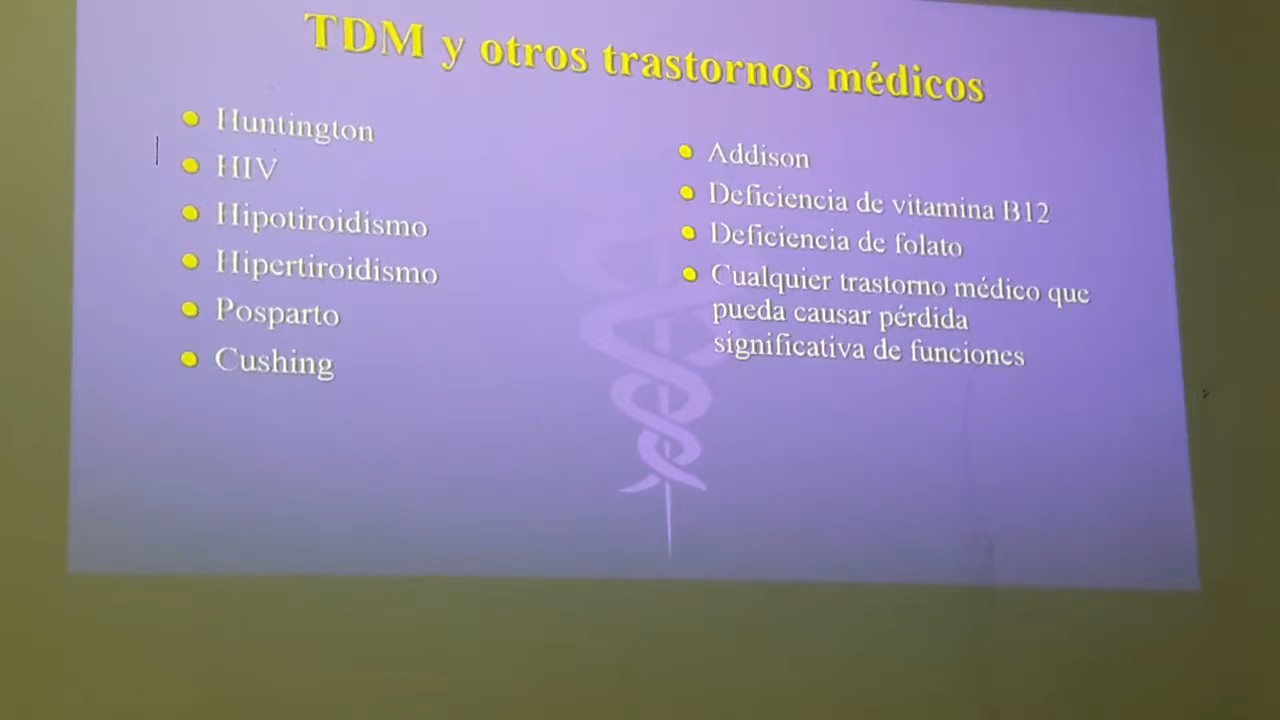 TDM y otros trastornos médicos
Huntington
HIV
Hipotiroidismo
Hipertiroidismo
Posparto
Cushing
Addison
Deficiencia de vitamina B12
Deficiencia de folato
Cualquier trastorno médico que
pueda causar pérdida
significativa de funciones